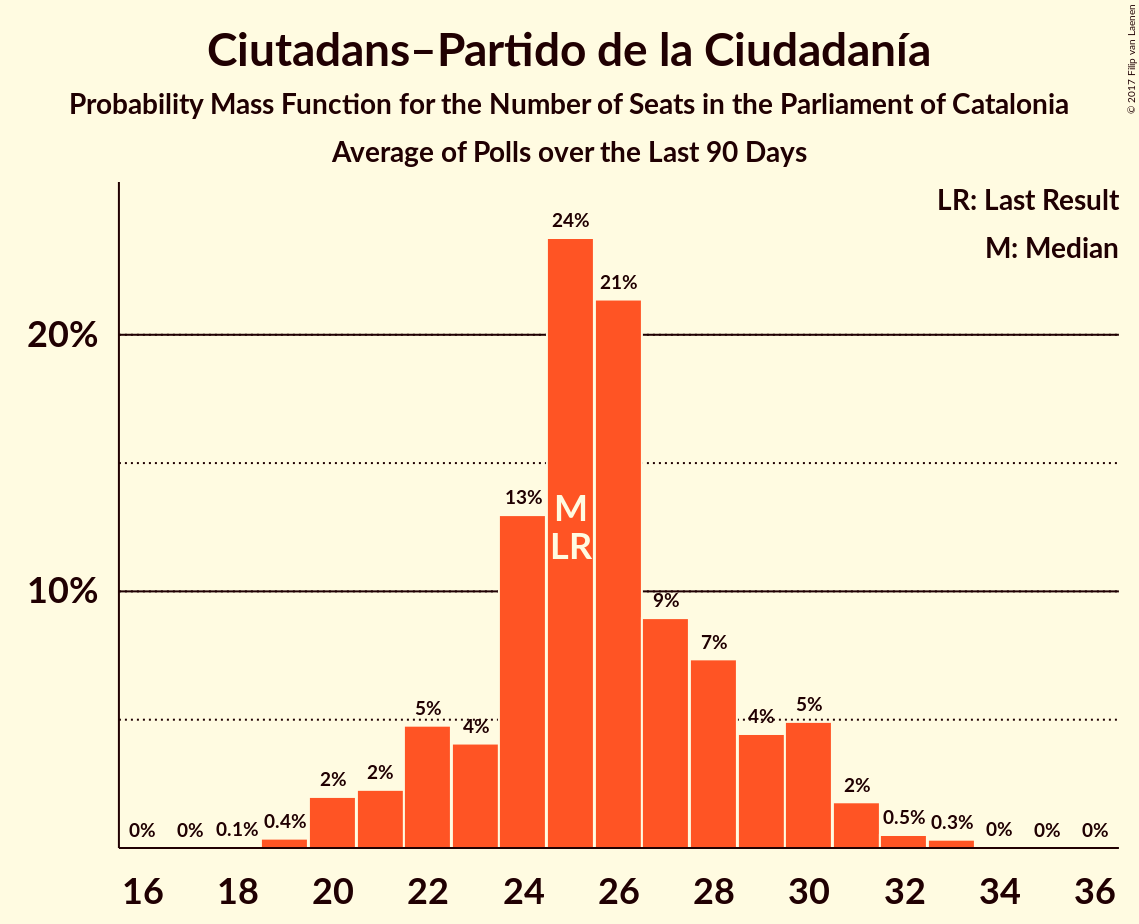 Ciutadans–Partido de la Ciudadanía
Probability Mass Function for the Number of Seats in the Parliament of Catalonia
Average of Polls over the Last 90 Days
© 2017 Filip van Laenen
LR: Last Result
M: Median
20%
10%
0% 0% 0.1% 0.4% 2% 2% 5% 4% 13% 24% 21% 9% 7% 4% 5% 2% 0.5% 0.3% 0% 0% 0%
M
LR
16 18 20 22 24 26 28 30 32 34 36